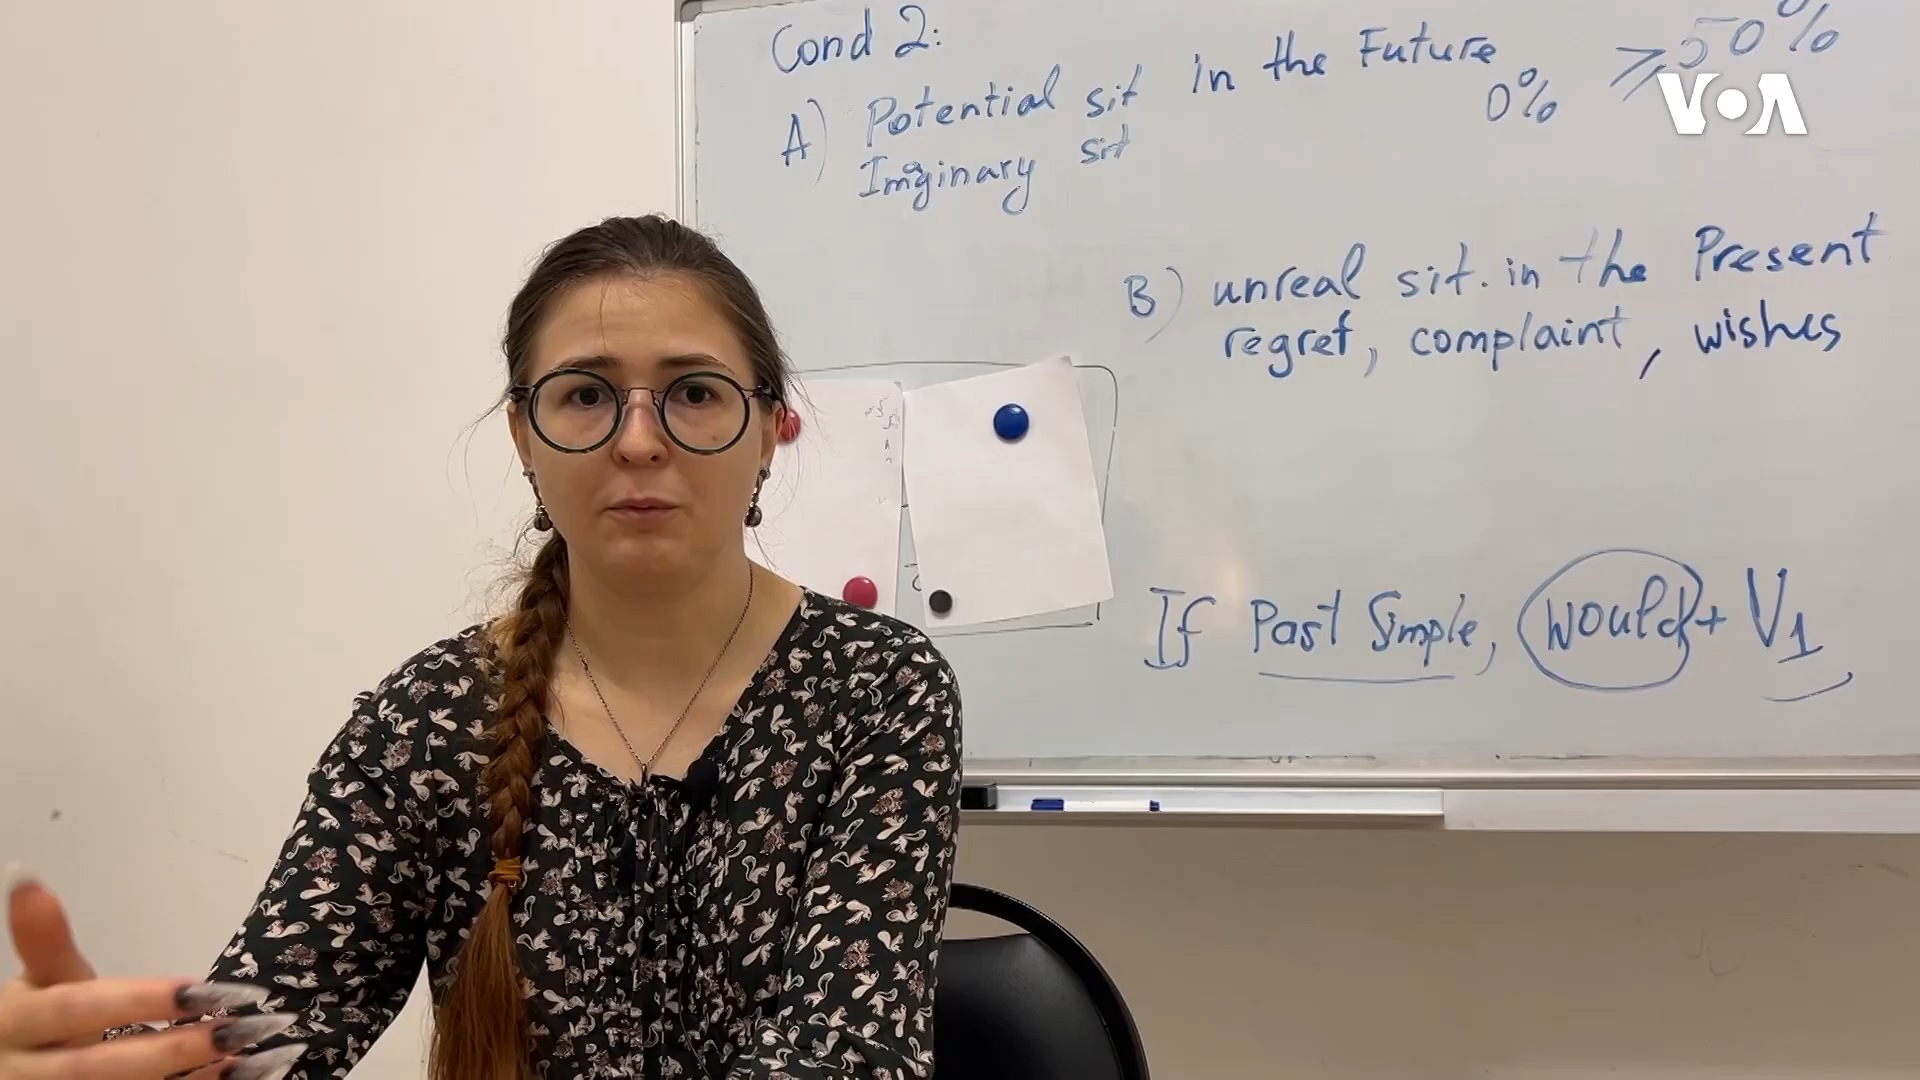 Cond 2:
A) Potential sit in the Future 0% ≥50%
Imaginary sit
B) unreal sit. in the Present
regret, complaint, wishes
If Past Simple, would + V1
VOA